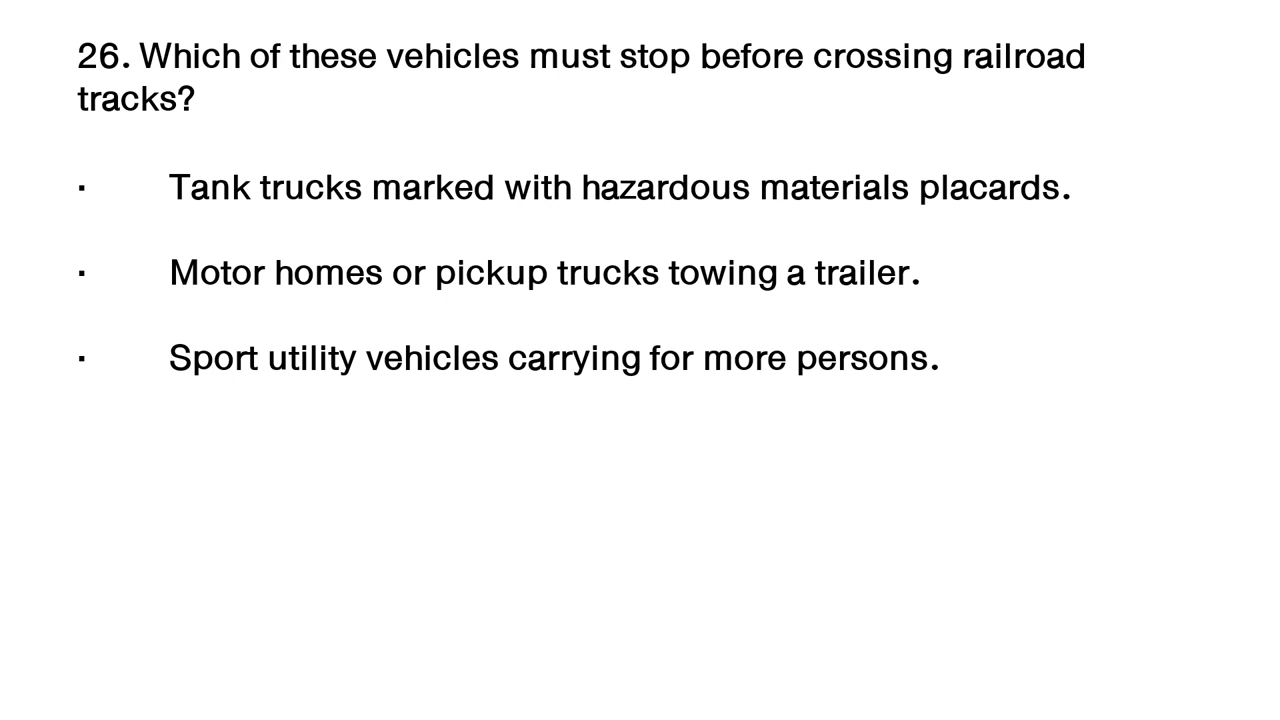 26. Which of these vehicles must stop before crossing railroad
tracks?
· Tank trucks marked with hazardous materials placards.
· Motor homes or pickup trucks towing a trailer.
· Sport utility vehicles carrying for more persons.